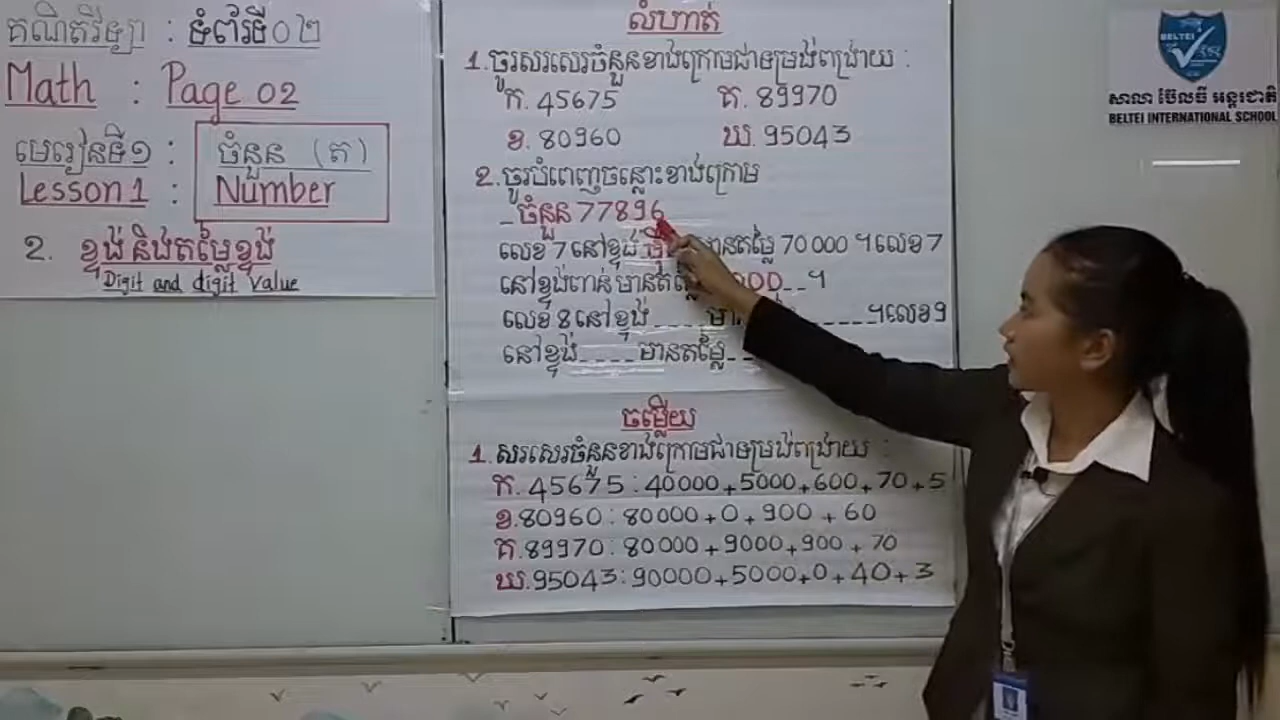 គណិតវិទ្យា : ទំព័រទី០២
Math : Page 02
មេរៀនទី១ : ចំនួន (ត)
Lesson 1 : Number
2. ខ្ទង់ និងតម្លៃខ្ទង់
Digit and digit value
លំហាត់
1. ចូរសរសេរចំនួនខាងក្រោមជាទម្រង់ពង្រាយ :
ក. 45675 គ. 89970
ខ. 80960 ឃ. 95043
2. ចូរបំពេញចន្លោះខាងក្រោម
_ ចំនួន 77896
លេខ 7 នៅខ្ទង់ មានតម្លៃ 70 000 ។ លេខ 7
នៅខ្ទង់ពាន់ មានតម្លៃ 000 _ _ ។
លេខ 8 នៅខ្ទង់ _ _ _ _ _ _ _ _ ។ លេខ 9
នៅខ្ទង់ _ _ _ _ មានតម្លៃ _ _
ចម្លើយ
1. សរសេរចំនួនខាងក្រោមជាទម្រង់ពង្រាយ :
ក. 45675 : 40000 + 5000 + 600 + 70 + 5
ខ. 80960 : 80000 + 0 + 900 + 60
គ. 89970 : 80000 + 9000 + 900 + 70
ឃ. 95043 : 90000 + 5000 + 0 + 40 + 3
BELTEI
សាលា ប៊ែលធី អន្តរជាតិ
BELTEI INTERNATIONAL SCHOOL